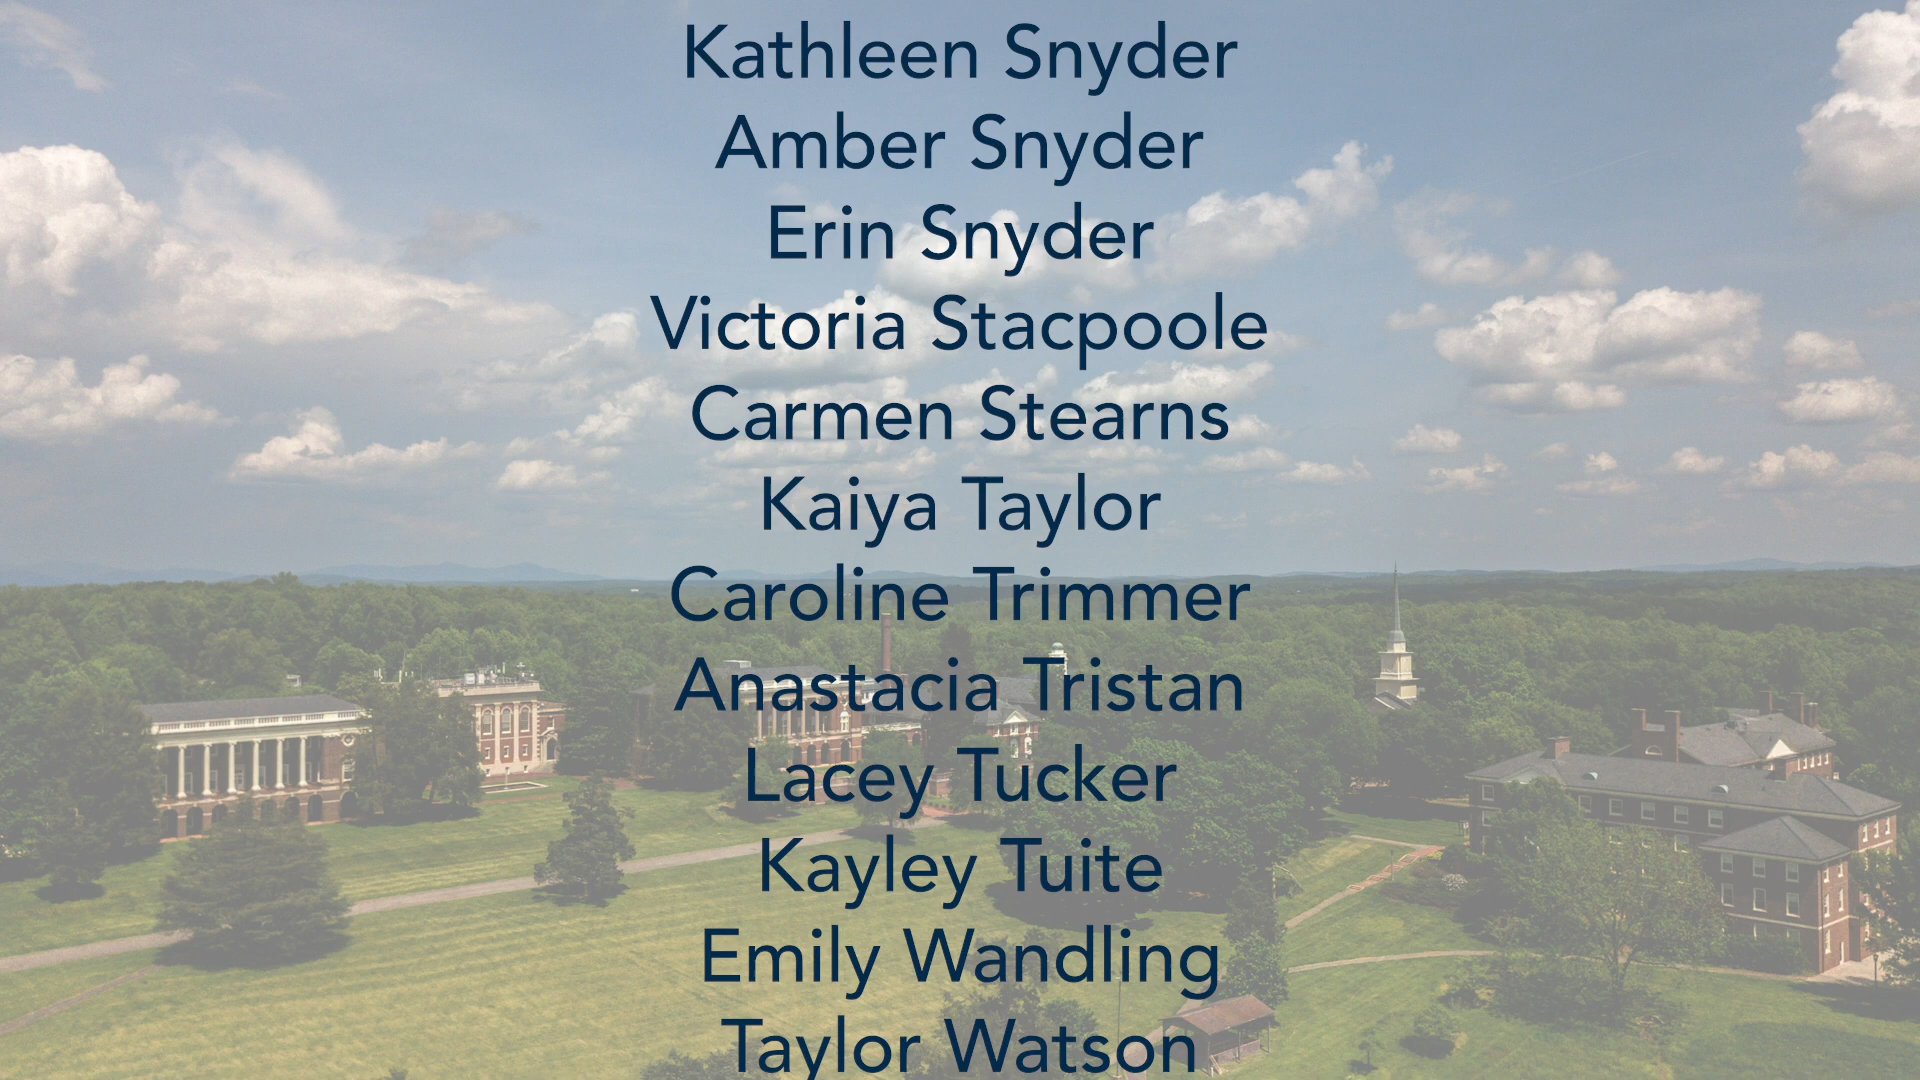 Kathleen Snyder
Amber Snyder
Erin Snyder
Victoria Stacpoole
Carmen Stearns
Kaiya Taylor
Caroline Trimmer
Anastacia Tristan
Lacey Tucker
Kayley Tuite
Emily Wandling
Taylor Watson